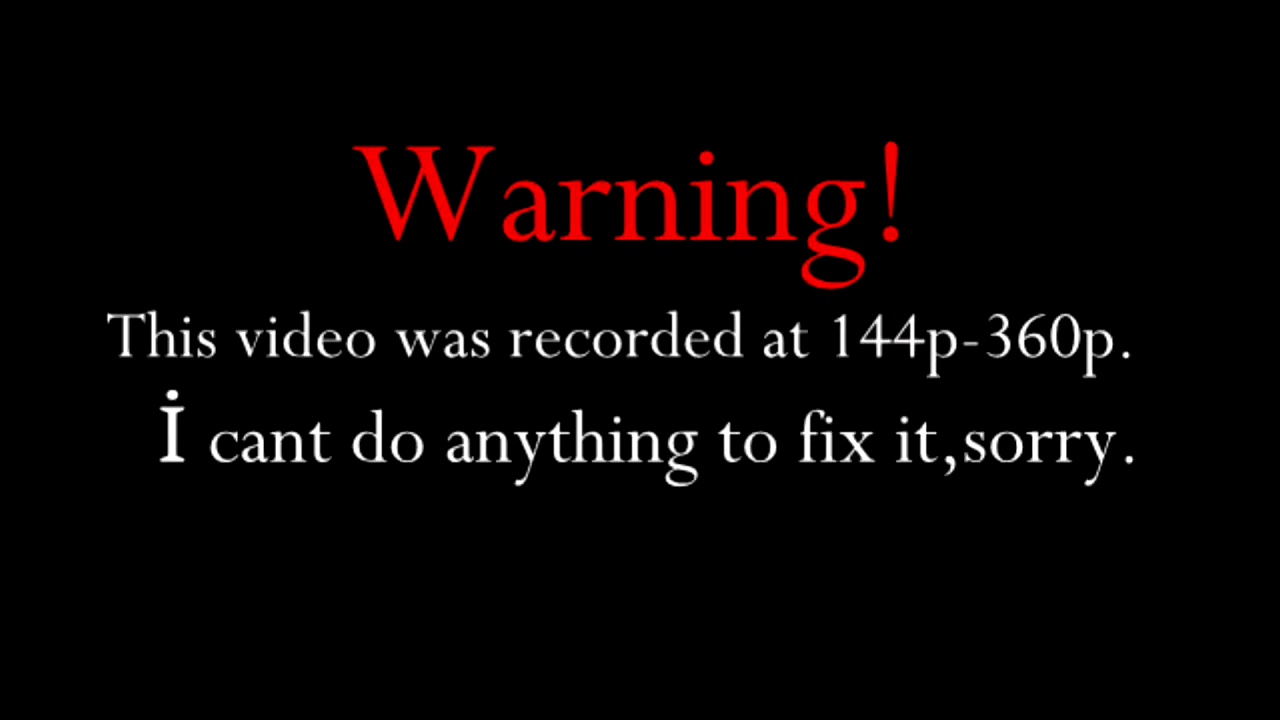 Warning!
This video was recorded at 144p-360p.
İ cant do anything to fix it,sorry.